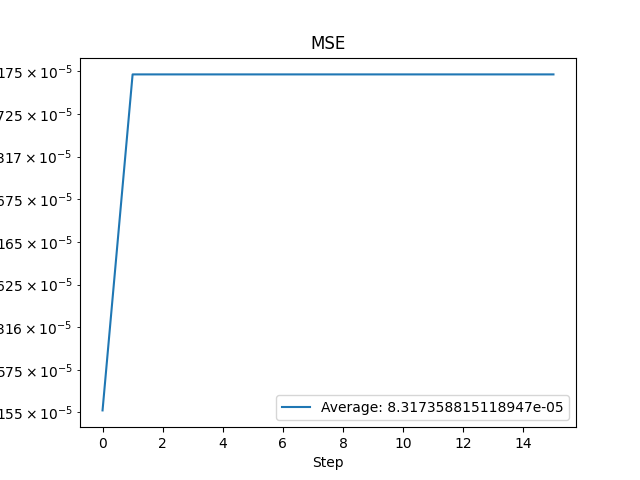 MSE
175 × 10⁻⁵
725 × 10⁻⁵
317 × 10⁻⁵
675 × 10⁻⁵
165 × 10⁻⁵
625 × 10⁻⁵
316 × 10⁻⁵
575 × 10⁻⁵
155 × 10⁻⁵
Average: 8.317358815118947e-05
0 2 4 6 8 10 12 14
Step